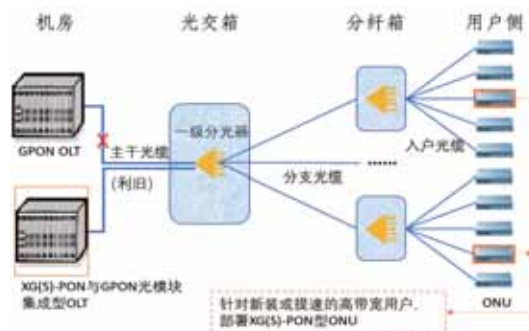 机房 光交箱 分纤箱 用户侧
GPON OLT
一级分光器
主干光缆
(利旧)
分支光缆
......
入户光缆
XG(S)-PON与GPON光模块
集成型OLT
针对新装或提速的高带宽用户，
部署XG(S)-PON型ONU
ONU